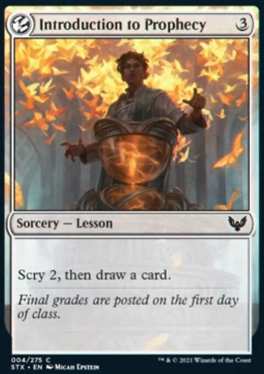 Introduction to Prophecy 3
Sorcery — Lesson
Scry 2, then draw a card.
Final grades are posted on the first day
of class.
004/275 C
STX • EN Micah Epstein
™ & © 2021 Wizards of the Coast